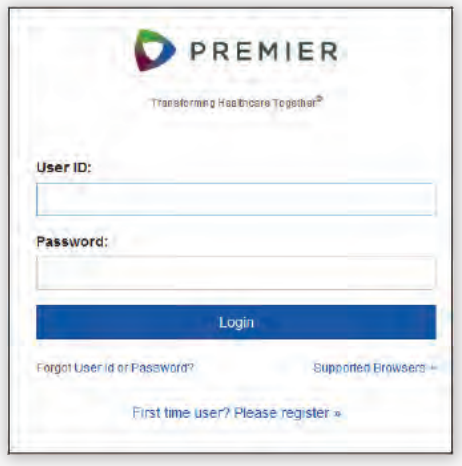 PREMIER
Transforming Healthcare Together®
User ID:
Password:
Login
Forgot User Id or Password? Supported Browsers »
First time user? Please register »